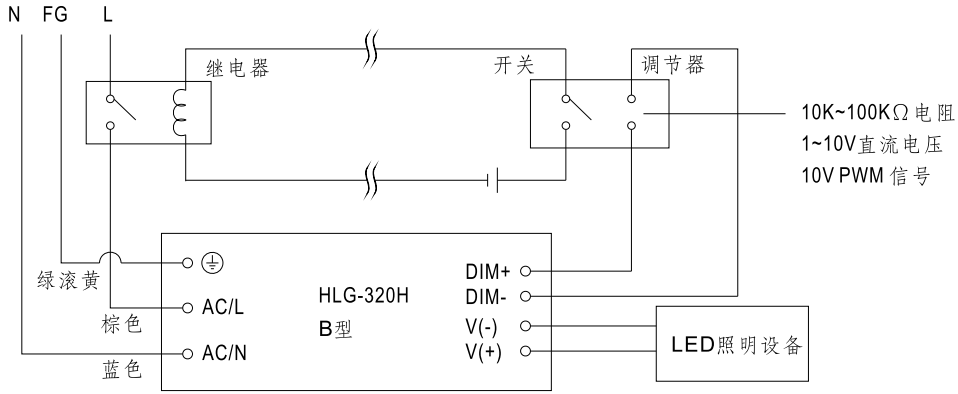 N FG L
继电器
开关
调节器
10K~100KΩ电阻
1~10V直流电压
10V PWM 信号
绿滚黄
棕色
蓝色
AC/L
AC/N
HLG-320H
B型
DIM+
DIM-
V(-)
V(+)
LED照明设备